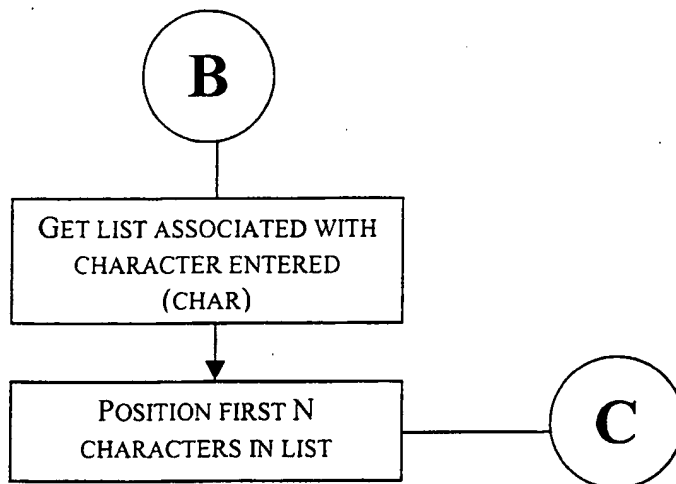 B
GET LIST ASSOCIATED WITH
CHARACTER ENTERED
(CHAR)
POSITION FIRST N
CHARACTERS IN LIST
C